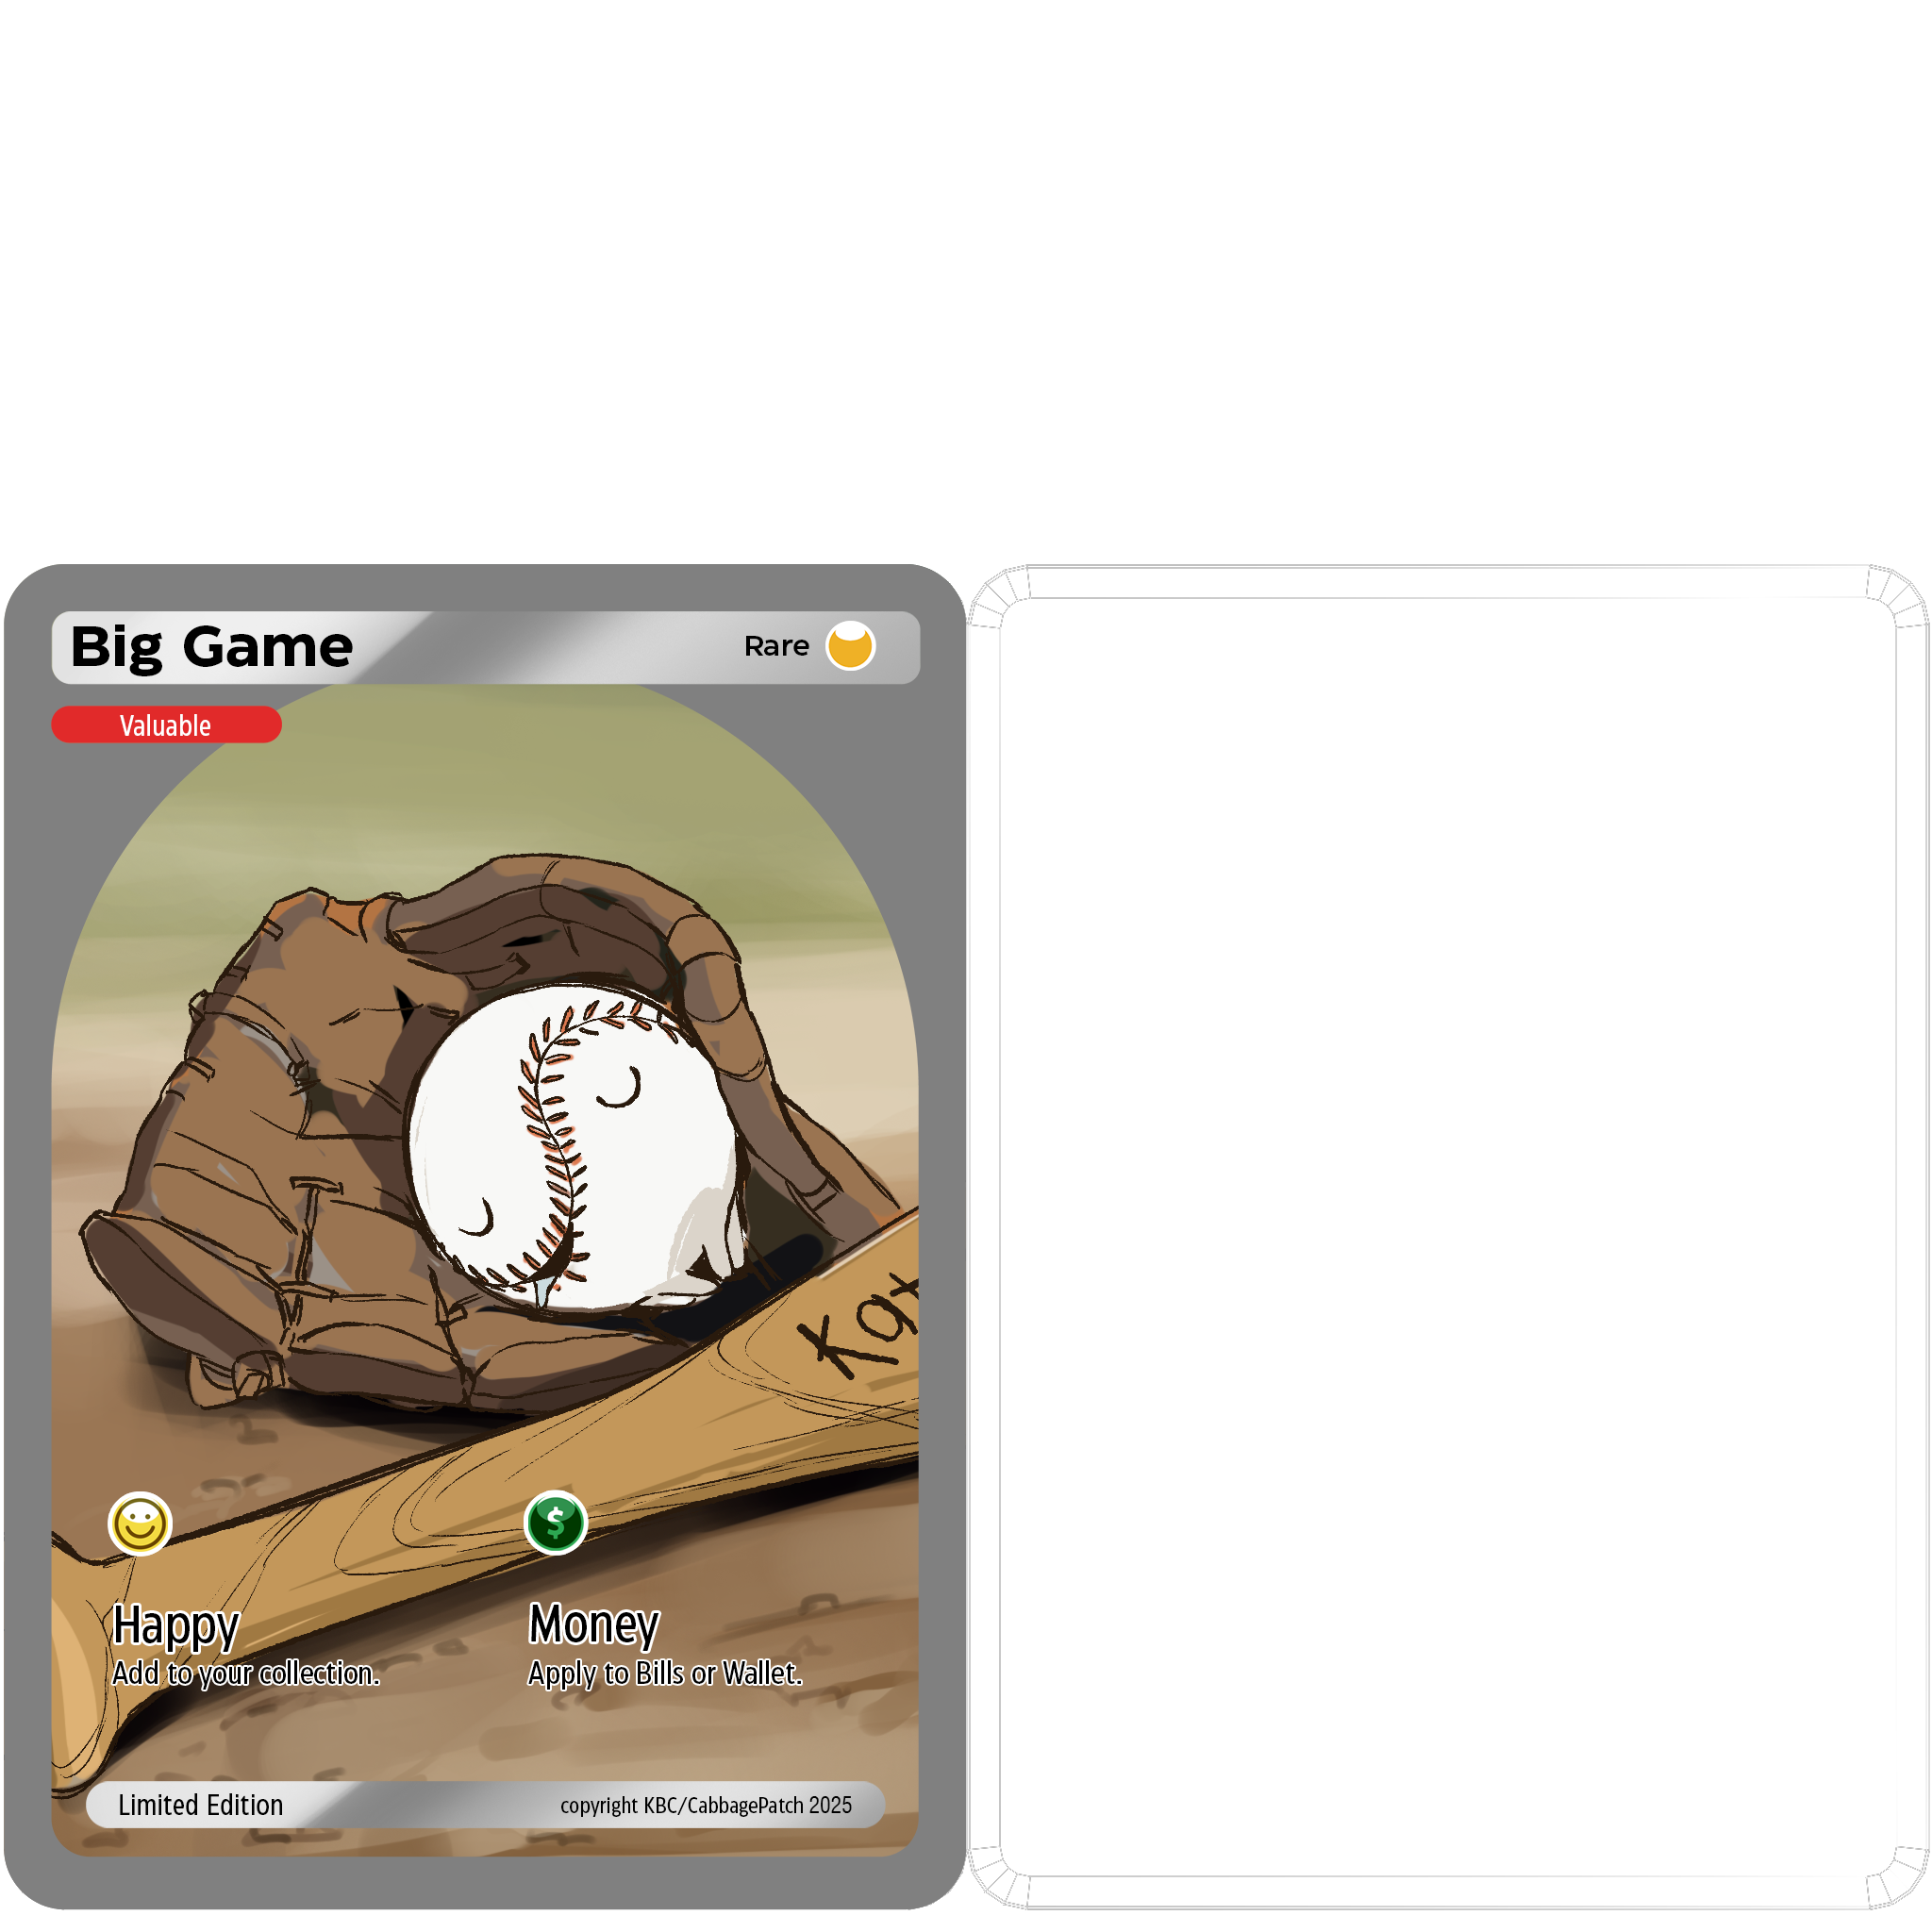 Big Game
Rare
Valuable
$
Happy
Add to your collection.
Money
Apply to Bills or Wallet.
Limited Edition
copyright KBC/CabbagePatch 2025